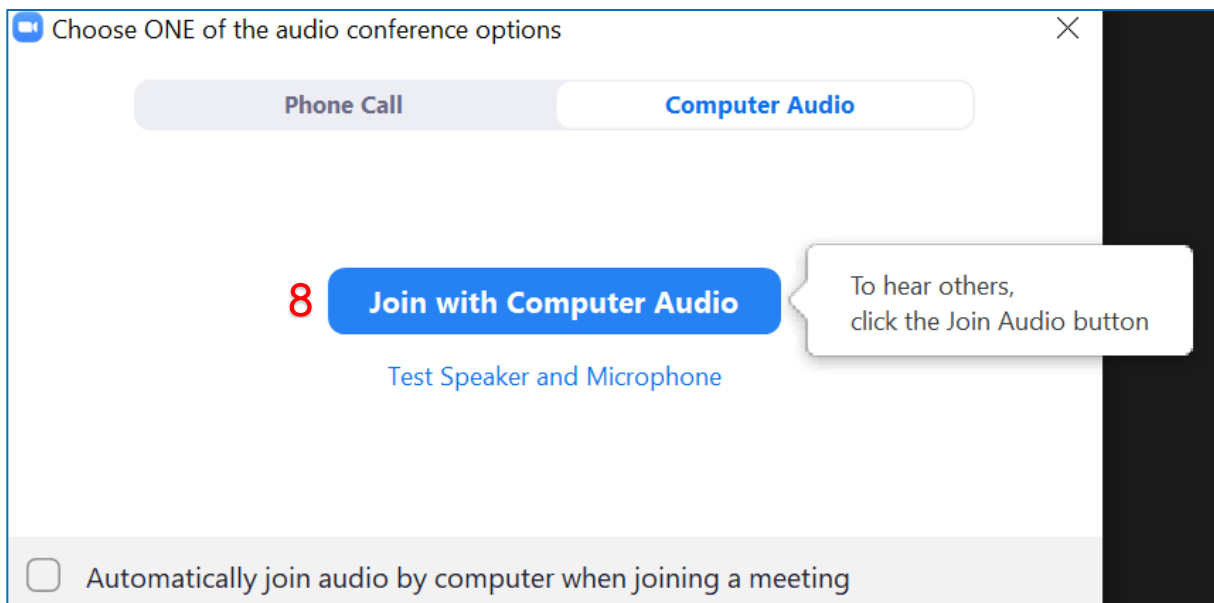 Choose ONE of the audio conference options
Phone Call
Computer Audio
8
Join with Computer Audio
To hear others,
click the Join Audio button
Test Speaker and Microphone
Automatically join audio by computer when joining a meeting